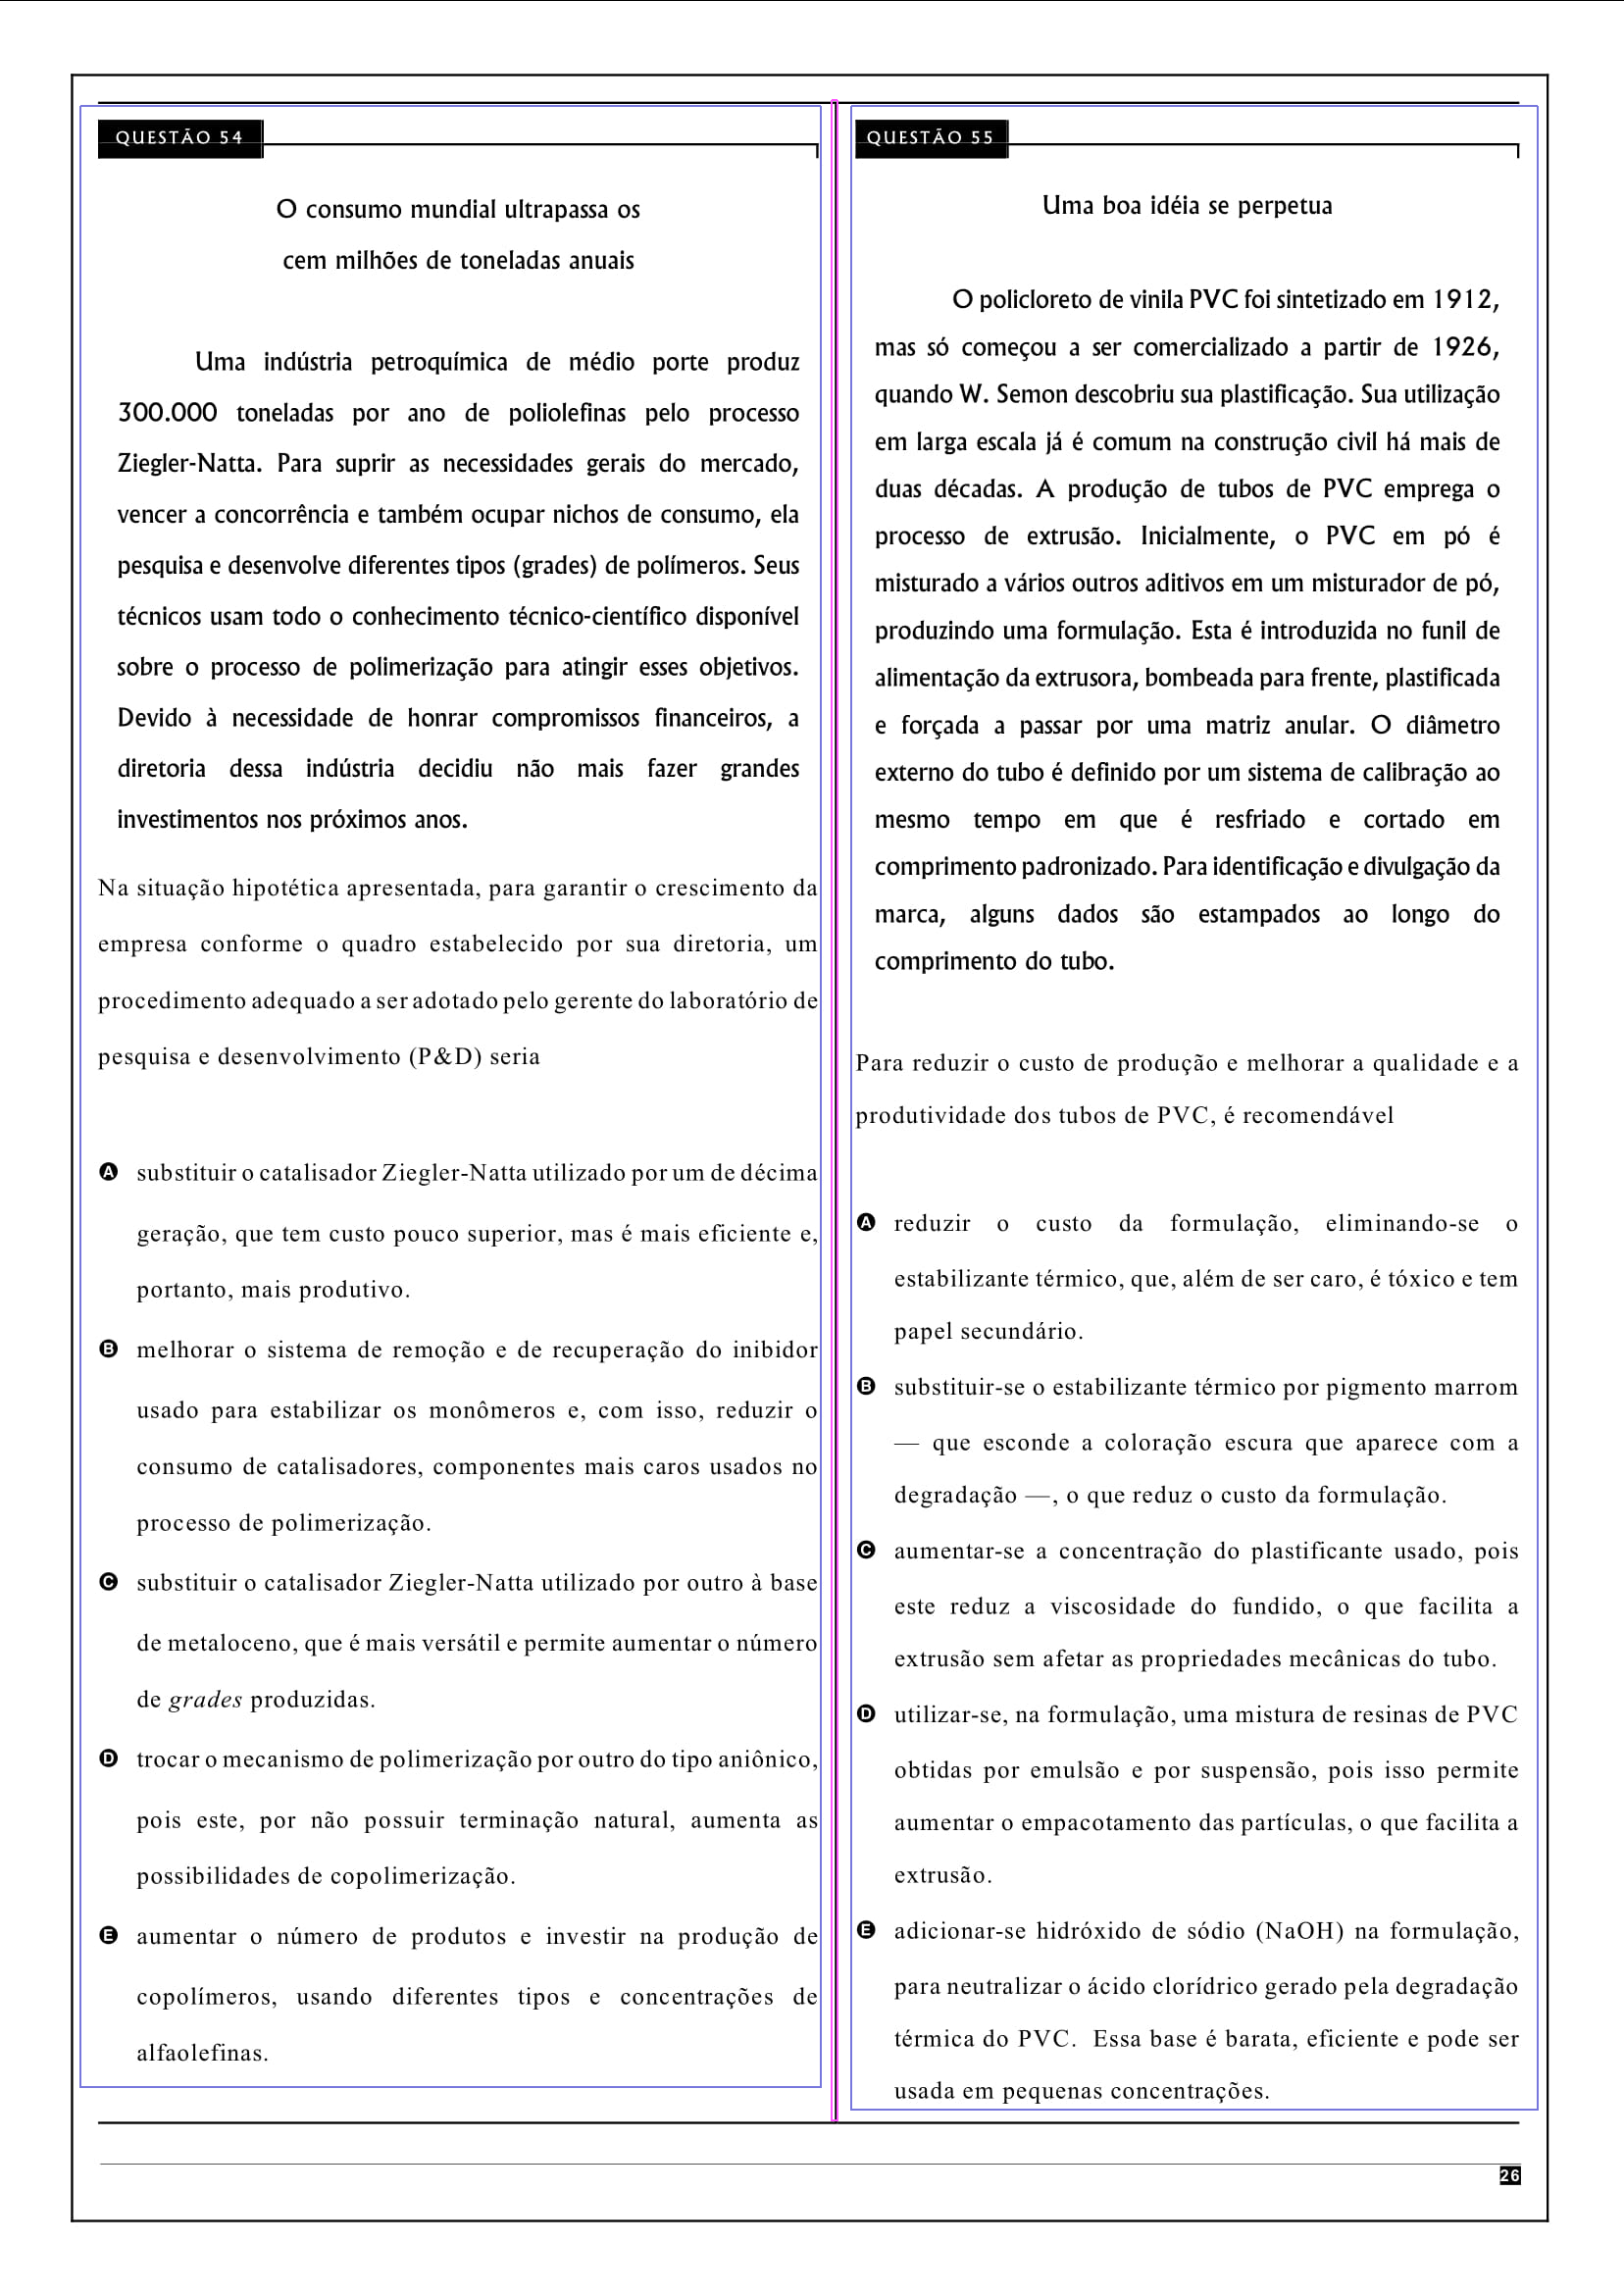 QUESTÃO 54
O consumo mundial ultrapassa os
cem milhões de toneladas anuais
Uma indústria petroquímica de médio porte produz
300.000 toneladas por ano de poliolefinas pelo processo
Ziegler-Natta. Para suprir as necessidades gerais do mercado,
vencer a concorrência e também ocupar nichos de consumo, ela
pesquisa e desenvolve diferentes tipos (grades) de polímeros. Seus
técnicos usam todo o conhecimento técnico-científico disponível
sobre o processo de polimerização para atingir esses objetivos.
Devido à necessidade de honrar compromissos financeiros, a
diretoria dessa indústria decidiu não mais fazer grandes
investimentos nos próximos anos.
Na situação hipotética apresentada, para garantir o crescimento da
empresa conforme o quadro estabelecido por sua diretoria, um
procedimento adequado a ser adotado pelo gerente do laboratório de
pesquisa e desenvolvimento (P&D) seria
A substituir o catalisador Ziegler-Natta utilizado por um de décima
geração, que tem custo pouco superior, mas é mais eficiente e,
portanto, mais produtivo.
B melhorar o sistema de remoção e de recuperação do inibidor
usado para estabilizar os monômeros e, com isso, reduzir o
consumo de catalisadores, componentes mais caros usados no
processo de polimerização.
C substituir o catalisador Ziegler-Natta utilizado por outro à base
de metaloceno, que é mais versátil e permite aumentar o número
de grades produzidas.
D trocar o mecanismo de polimerização por outro do tipo aniônico,
pois este, por não possuir terminação natural, aumenta as
possibilidades de copolimerização.
E aumentar o número de produtos e investir na produção de
copolímeros, usando diferentes tipos e concentrações de
alfaolefinas.
QUESTÃO 55
Uma boa idéia se perpetua
O policloreto de vinila PVC foi sintetizado em 1912,
mas só começou a ser comercializado a partir de 1926,
quando W. Semon descobriu sua plastificação. Sua utilização
em larga escala já é comum na construção civil há mais de
duas décadas. A produção de tubos de PVC emprega o
processo de extrusão. Inicialmente, o PVC em pó é
misturado a vários outros aditivos em um misturador de pó,
produzindo uma formulação. Esta é introduzida no funil de
alimentação da extrusora, bombeada para frente, plastificada
e forçada a passar por uma matriz anular. O diâmetro
externo do tubo é definido por um sistema de calibração ao
mesmo tempo em que é resfriado e cortado em
comprimento padronizado. Para identificação e divulgação da
marca, alguns dados são estampados ao longo do
comprimento do tubo.
Para reduzir o custo de produção e melhorar a qualidade e a
produtividade dos tubos de PVC, é recomendável
A reduzir o custo da formulação, eliminando-se o
estabilizante térmico, que, além de ser caro, é tóxico e tem
papel secundário.
B substituir-se o estabilizante térmico por pigmento marrom
— que esconde a coloração escura que aparece com a
degradação —, o que reduz o custo da formulação.
C aumentar-se a concentração do plastificante usado, pois
este reduz a viscosidade do fundido, o que facilita a
extrusão sem afetar as propriedades mecânicas do tubo.
D utilizar-se, na formulação, uma mistura de resinas de PVC
obtidas por emulsão e por suspensão, pois isso permite
aumentar o empacotamento das partículas, o que facilita a
extrusão.
E adicionar-se hidróxido de sódio (NaOH) na formulação,
para neutralizar o ácido clorídrico gerado pela degradação
térmica do PVC. Essa base é barata, eficiente e pode ser
usada em pequenas concentrações.
26